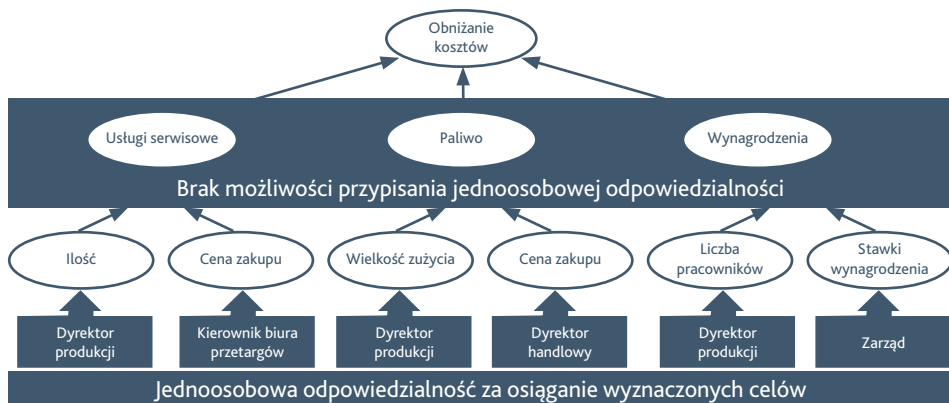 Obniżanie
kosztów
Usługi serwisowe
Paliwo
Wynagrodzenia
Brak możliwości przypisania jednoosobowej odpowiedzialności
Ilość
Cena zakupu
Wielkość zużycia
Cena zakupu
Liczba
pracowników
Stawki
wynagrodzenia
Dyrektor
produkcji
Kierownik biura
przetargów
Dyrektor
produkcji
Dyrektor
handlowy
Dyrektor
produkcji
Zarząd
Jednoosobowa odpowiedzialność za osiąganie wyznaczonych celów